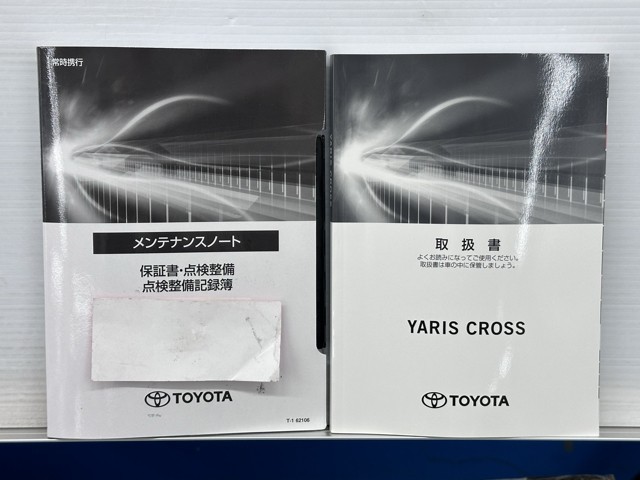 常時携行
メンテナンスノート
保証書・点検整備
点検整備記録簿
TOYOTA
T-1 62106
取扱書
よくお読みになってご使用ください。
取扱書は車の中に保管しましょう。
YARIS CROSS
TOYOTA